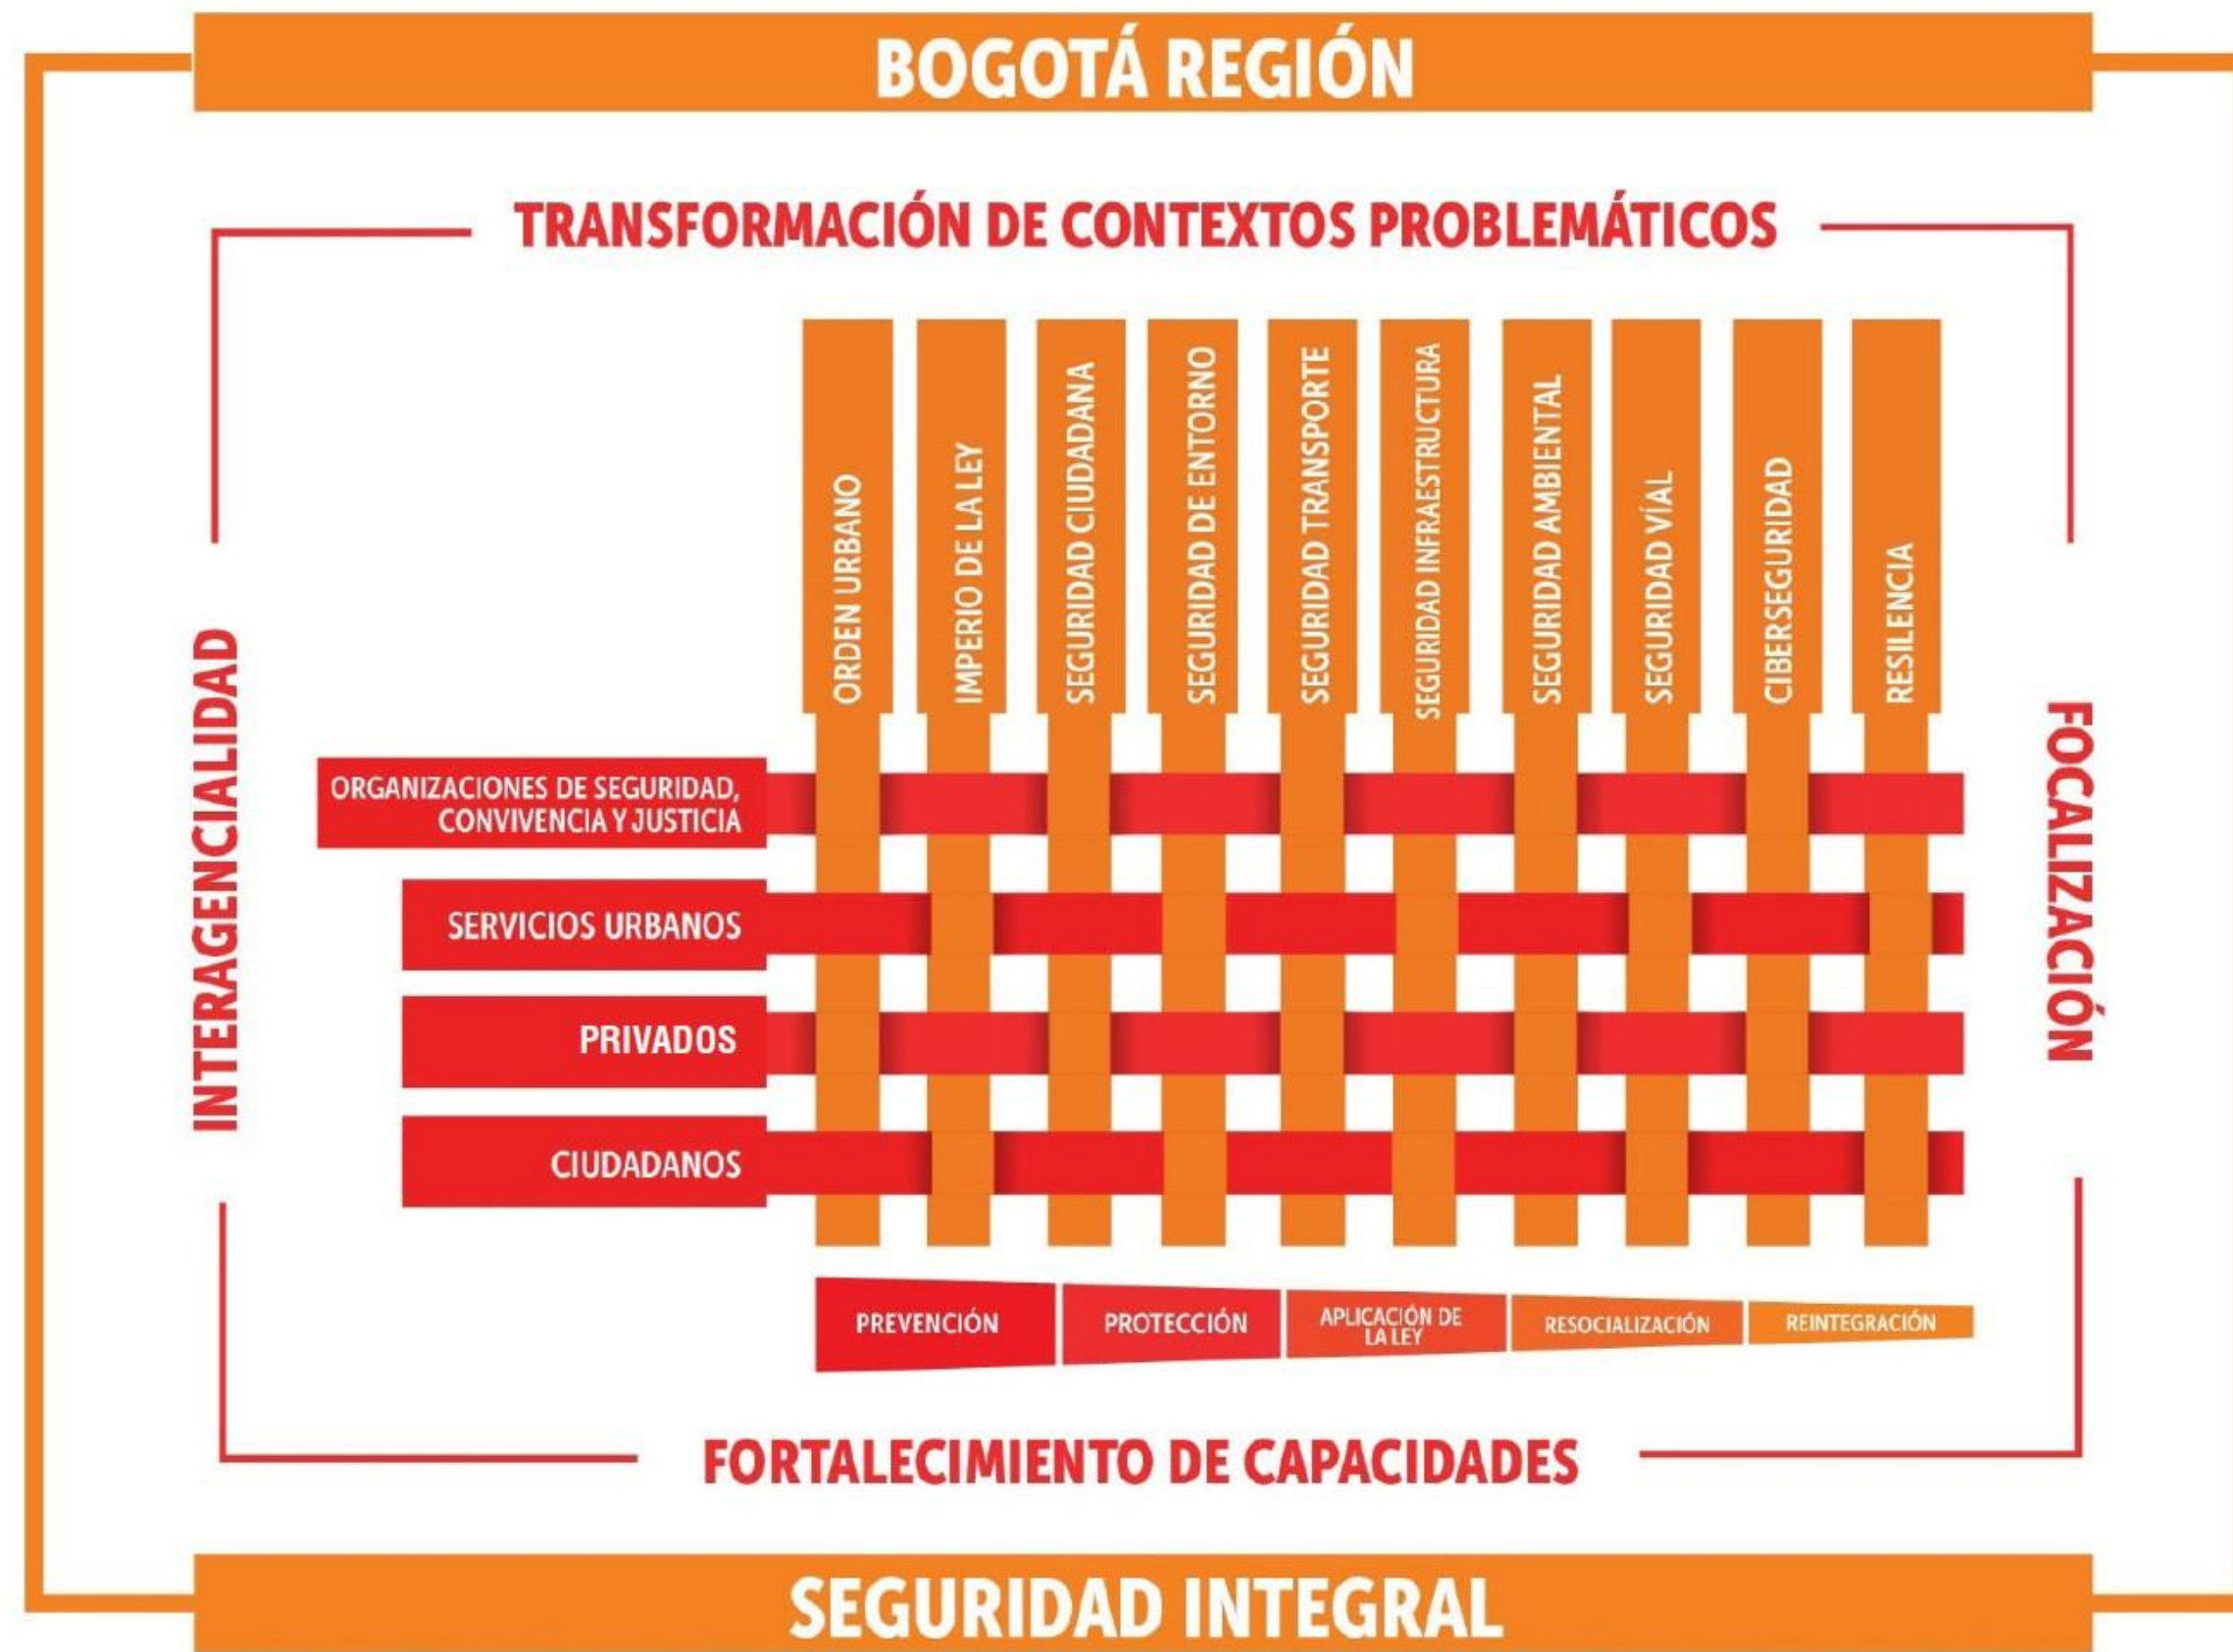 BOGOTÁ REGIÓN
TRANSFORMACIÓN DE CONTEXTOS PROBLEMÁTICOS
INTERAGENCIALIDAD
ORDEN URBANO
IMPERIO DE LA LEY
SEGURIDAD CIUDADANA
SEGURIDAD DE ENTORNO
SEGURIDAD TRANSPORTE
SEGURIDAD INFRAESTRUCTURA
SEGURIDAD AMBIENTAL
SEGURIDAD VÍAL
CIBERSEGURIDAD
RESILENCIA
FOCALIZACIÓN
ORGANIZACIONES DE SEGURIDAD,
CONVIVENCIA Y JUSTICIA
SERVICIOS URBANOS
PRIVADOS
CIUDADANOS
PREVENCIÓN
PROTECCIÓN
APLICACIÓN DE
LA LEY
RESOCIALIZACIÓN
REINTEGRACIÓN
FORTALECIMIENTO DE CAPACIDADES
SEGURIDAD INTEGRAL